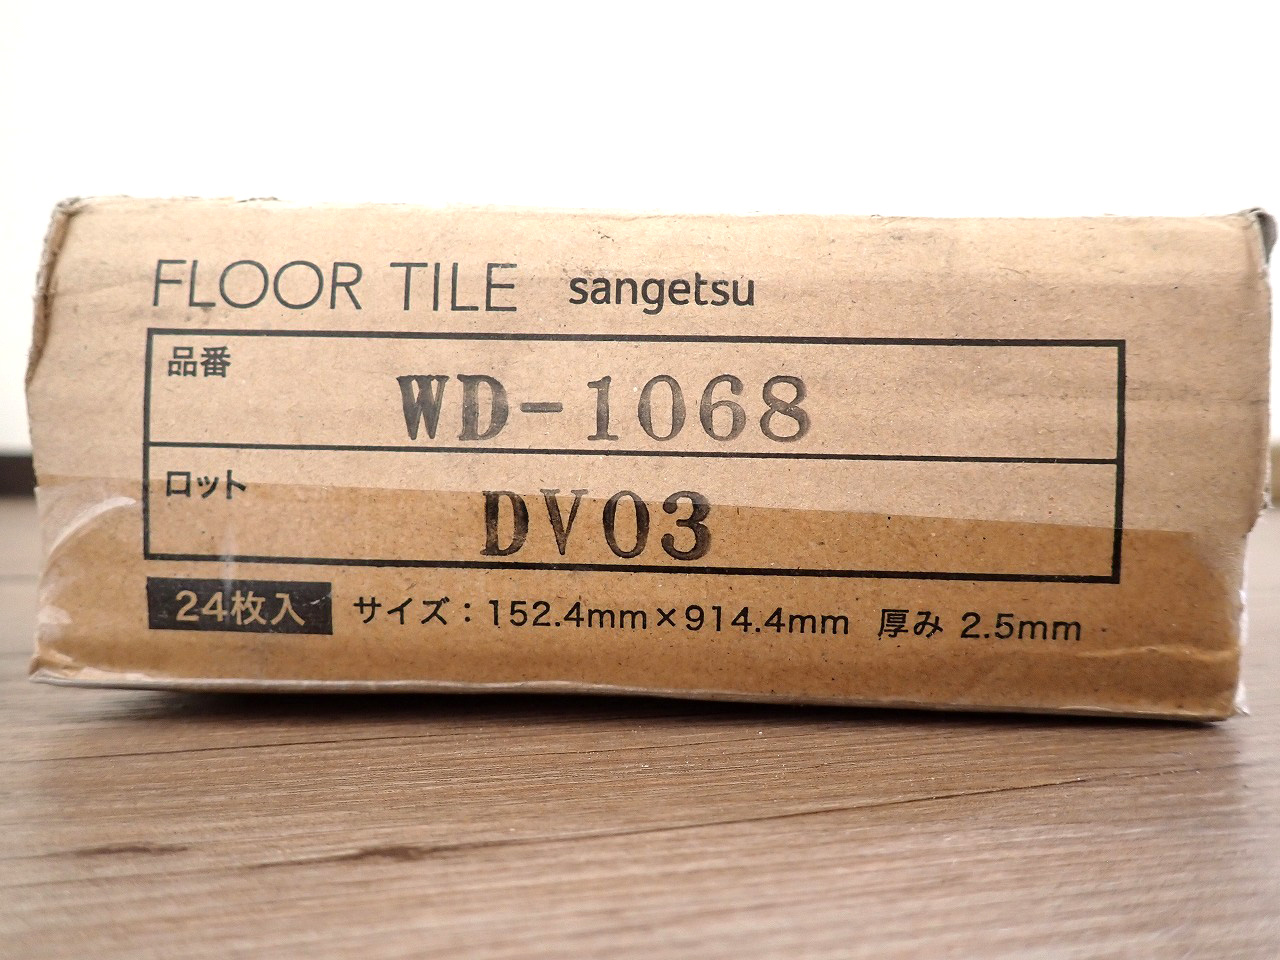 FLOOR TILE sangetsu
品番
WD-1068
ロット
DV03
24枚入 サイズ：152.4mm×914.4mm 厚み 2.5mm